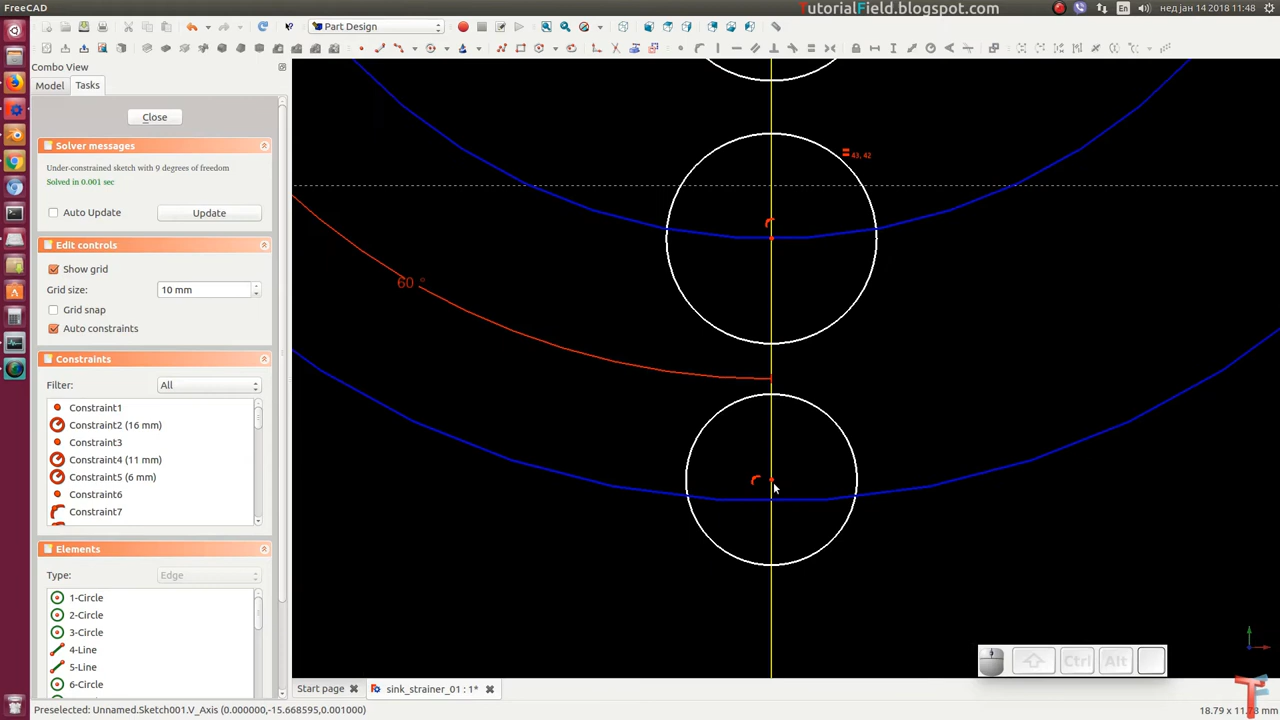 FreeCAD
TutorialField.blogspot.com
En
нед јан 14 2018 11:48
Part Design
Combo View
Model
Tasks
Close
Solver messages
Under-constrained sketch with 9 degrees of freedom
Solved in 0.001 sec
Auto Update
Update
Edit controls
Show grid
Grid size:
10 mm
Grid snap
Auto constraints
Constraints
Filter:
All
Constraint1
Constraint2 (16 mm)
Constraint3
Constraint4 (11 mm)
Constraint5 (6 mm)
Constraint6
Constraint7
Elements
Type:
Edge
1-Circle
2-Circle
3-Circle
4-Line
5-Line
6-Circle
43, 42
60 °
Ctrl
Alt
Start page
sink_strainer_01 : 1*
Preselected: Unnamed.Sketch001.V_Axis (0.000000,-15.668595,0.001000)